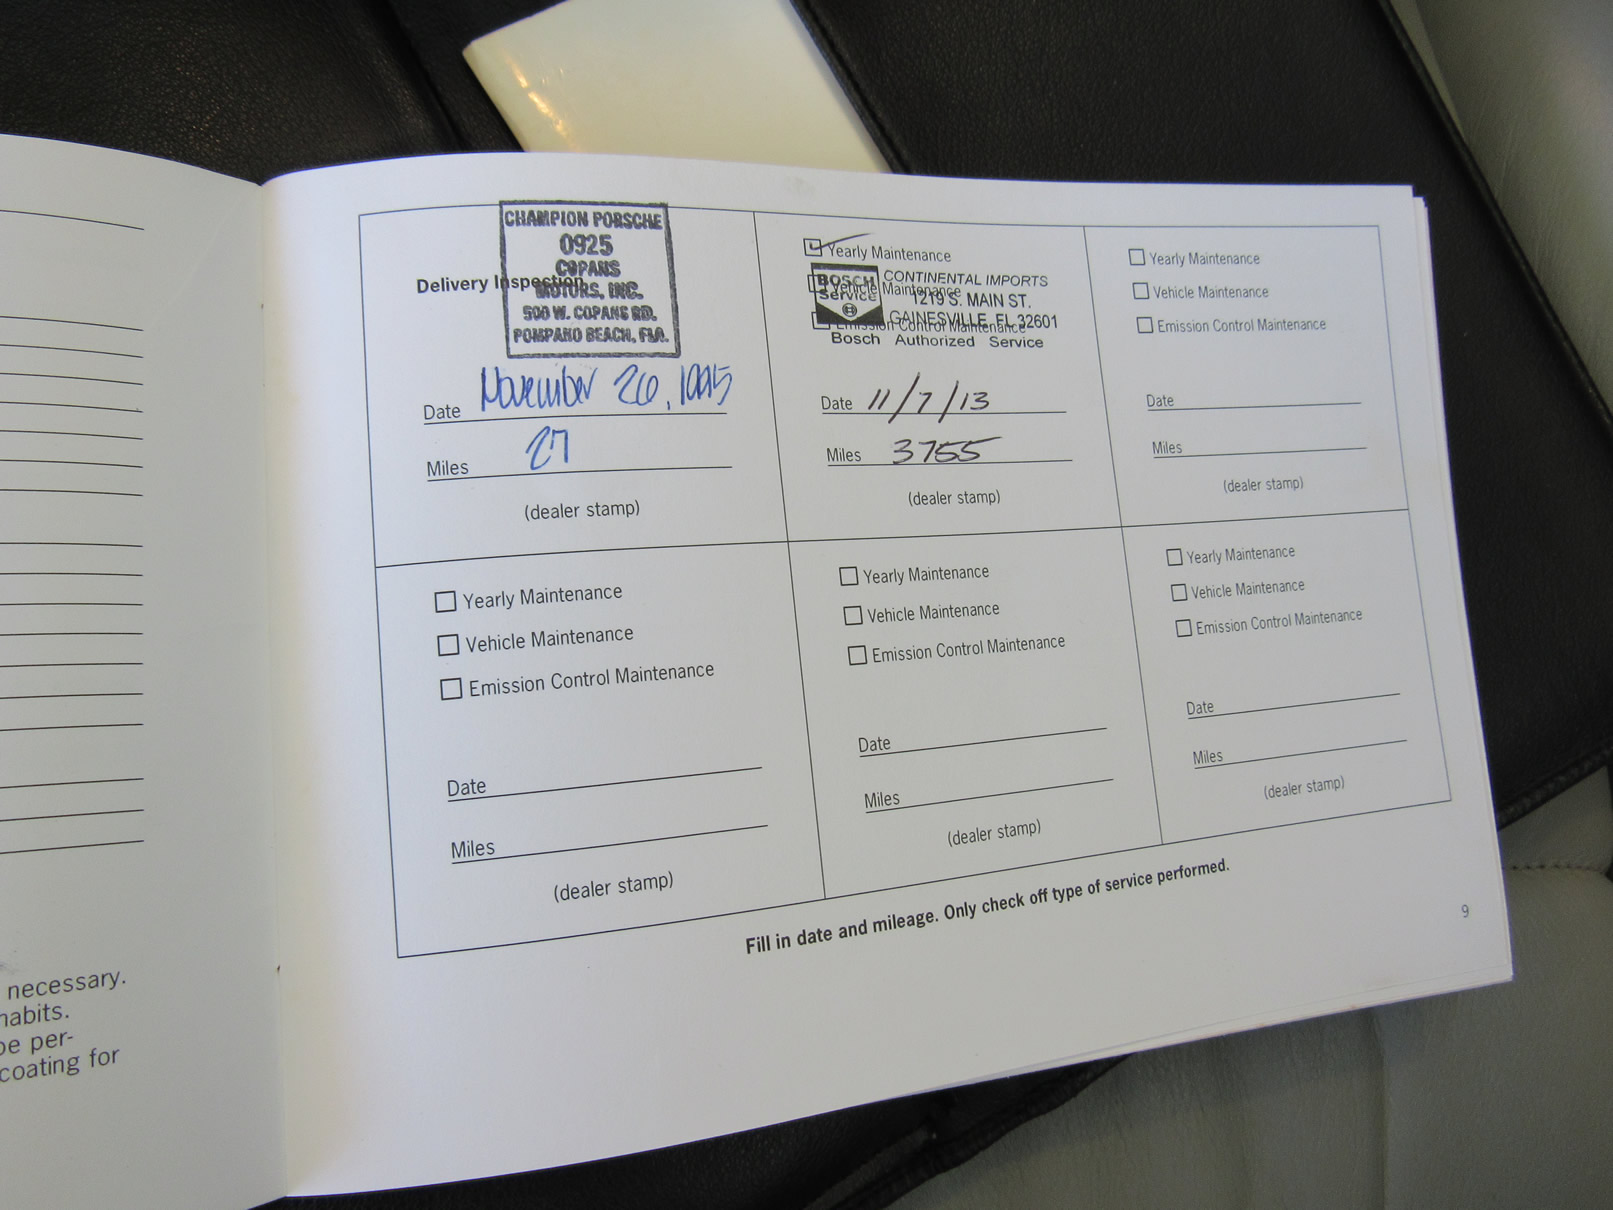 necessary.
habits.
be per-
coating for
CHAMPION PORSCHE
0925
COPANS
MOTORS, INC.
500 W. COPANS RD.
POMPANO BEACH, FLA.
Delivery Inspection
Date November 26, 1995
Miles 27
(dealer stamp)
Yearly Maintenance
Vehicle Maintenance
Emission Control Maintenance
BOSCH
Service
CONTINENTAL IMPORTS
1219 S. MAIN ST.
GAINESVILLE, FL 32601
Bosch Authorized Service
Date 11/7/13
Miles 3755
(dealer stamp)
Yearly Maintenance
Vehicle Maintenance
Emission Control Maintenance
Date
Miles
(dealer stamp)
Yearly Maintenance
Vehicle Maintenance
Emission Control Maintenance
Date
Miles
(dealer stamp)
Yearly Maintenance
Vehicle Maintenance
Emission Control Maintenance
Date
Miles
(dealer stamp)
Yearly Maintenance
Vehicle Maintenance
Emission Control Maintenance
Date
Miles
(dealer stamp)
Fill in date and mileage. Only check off type of service performed.
9